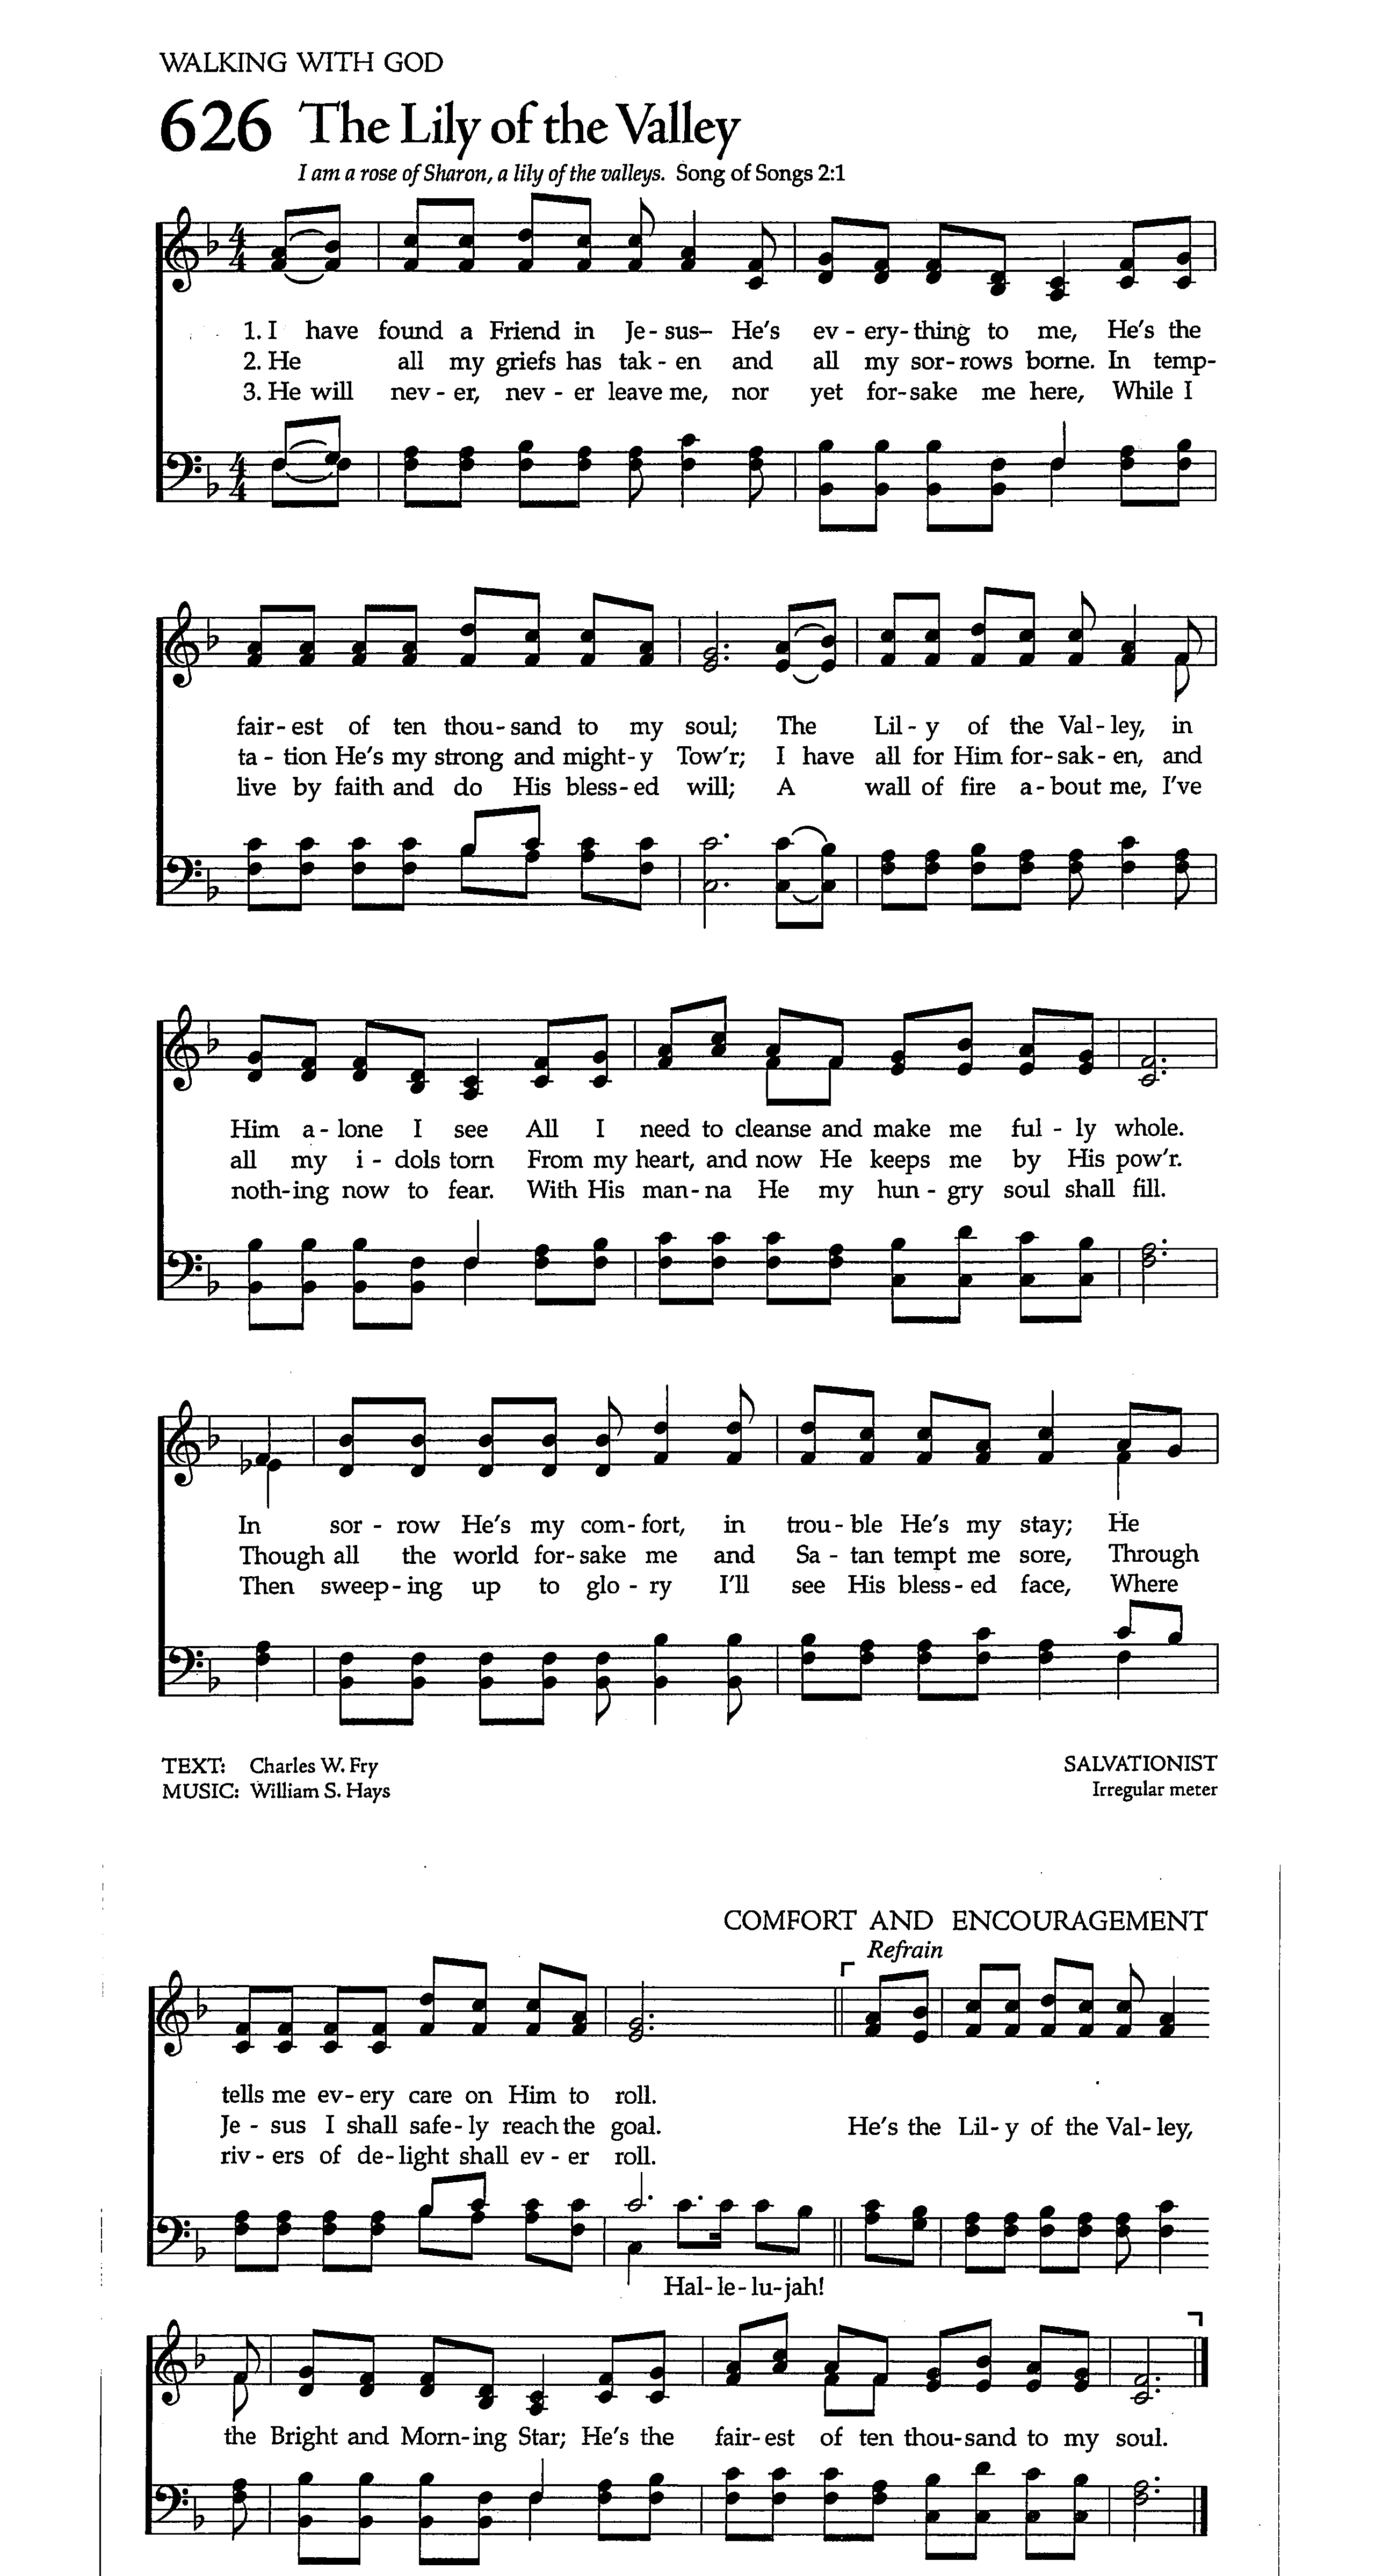 WALKING WITH GOD
626 The Lily of the Valley
I am a rose of Sharon, a lily of the valleys. Song of Songs 2:1
4 4
1. I have found a Friend in Je-sus– He's ev-ery-thing to me, He's the
2. He all my griefs has tak-en and all my sor-rows borne. In temp-
3. He will nev-er, nev-er leave me, nor yet for-sake me here, While I
4 4
fair-est of ten thou-sand to my soul; The Lil-y of the Val-ley, in
ta-tion He's my strong and might-y Tow'r; I have all for Him for-sak-en, and
live by faith and do His bless-ed will; A wall of fire a-bout me, I've
Him a-lone I see All I need to cleanse and make me ful-ly whole.
all my i-dols torn From my heart, and now He keeps me by His pow'r.
noth-ing now to fear. With His man-na He my hun-gry soul shall fill.
In sor-row He's my com-fort, in trou-ble He's my stay; He
Though all the world for-sake me and Sa-tan tempt me sore, Through
Then sweep-ing up to glo-ry I'll see His bless-ed face, Where
TEXT: Charles W. Fry SALVATIONIST
MUSIC: William S. Hays Irregular meter
COMFORT AND ENCOURAGEMENT
Refrain
tells me ev-ery care on Him to roll.
Je-sus I shall safe-ly reach the goal. He's the Lil-y of the Val-ley,
riv-ers of de-light shall ev-er roll.
Hal-le-lu-jah!
the Bright and Morn-ing Star; He's the fair-est of ten thou-sand to my soul.